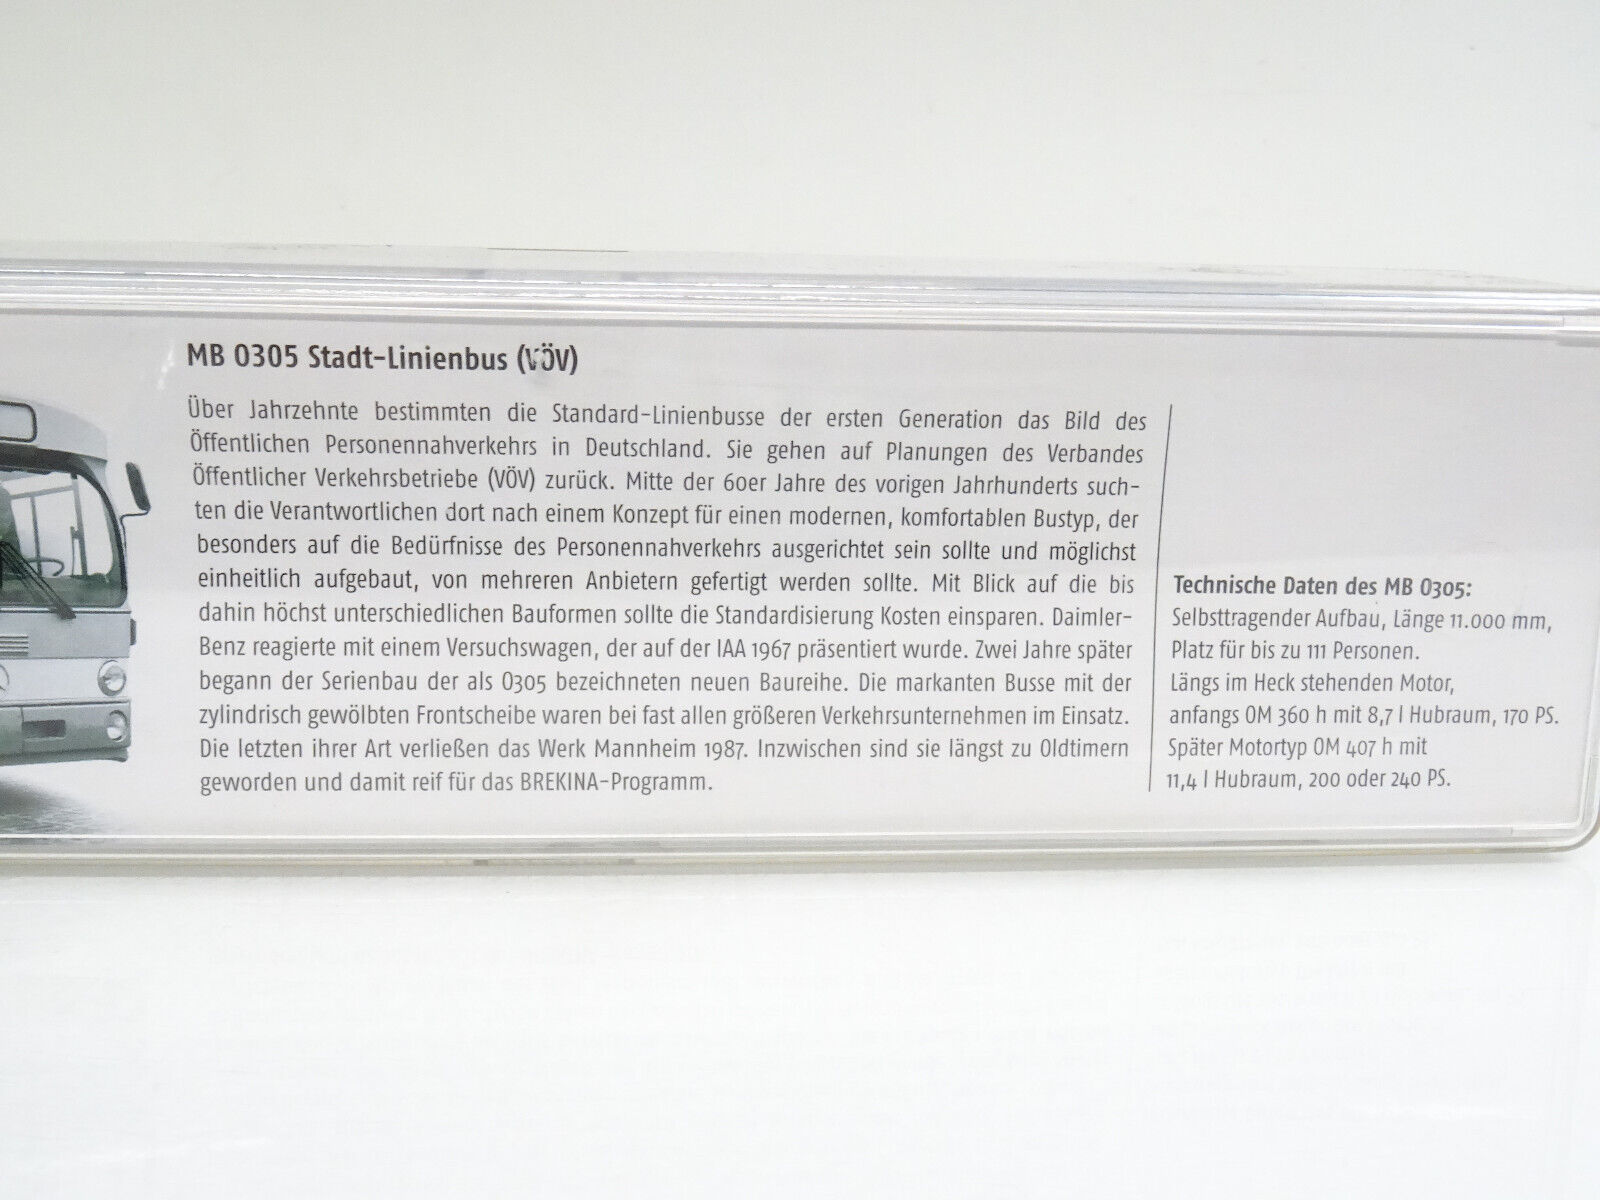 MB O305 Stadt-Linienbus (VÖV)
Über Jahrzehnte bestimmten die Standard-Linienbusse der ersten Generation das Bild des
Öffentlichen Personennahverkehrs in Deutschland. Sie gehen auf Planungen des Verbandes
Öffentlicher Verkehrsbetriebe (VÖV) zurück. Mitte der 60er Jahre des vorigen Jahrhunderts such-
ten die Verantwortlichen dort nach einem Konzept für einen modernen, komfortablen Bustyp, der
besonders auf die Bedürfnisse des Personennahverkehrs ausgerichtet sein sollte und möglichst
einheitlich aufgebaut, von mehreren Anbietern gefertigt werden sollte. Mit Blick auf die bis
dahin höchst unterschiedlichen Bauformen sollte die Standardisierung Kosten einsparen. Daimler-
Benz reagierte mit einem Versuchswagen, der auf der IAA 1967 präsentiert wurde. Zwei Jahre später
begann der Serienbau der als O305 bezeichneten neuen Baureihe. Die markanten Busse mit der
zylindrisch gewölbten Frontscheibe waren bei fast allen größeren Verkehrsunternehmen im Einsatz.
Die letzten ihrer Art verließen das Werk Mannheim 1987. Inzwischen sind sie längst zu Oldtimern
geworden und damit reif für das BREKINA-Programm.
Technische Daten des MB O305:
Selbsttragender Aufbau, Länge 11.000 mm,
Platz für bis zu 111 Personen.
Längs im Heck stehenden Motor,
anfangs OM 360 h mit 8,7 l Hubraum, 170 PS.
Später Motortyp OM 407 h mit
11,4 l Hubraum, 200 oder 240 PS.